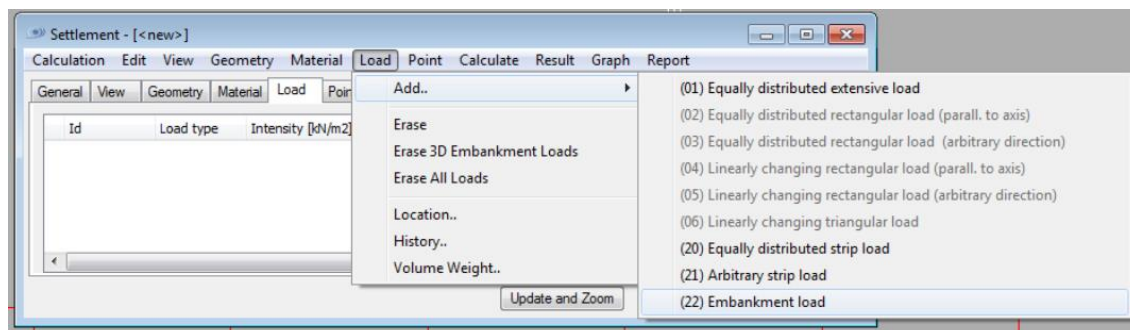 Settlement - [<new>]
Calculation Edit View Geometry Material Load Point Calculate Result Graph Report
General View Geometry Material Load
Add..
Id Load type Intensity [kN/m2]
Erase
Erase 3D Embankment Loads
Erase All Loads
Location..
History..
Volume Weight..
Update and Zoom
(01) Equally distributed extensive load
(02) Equally distributed rectangular load (parall. to axis)
(03) Equally distributed rectangular load (arbitrary direction)
(04) Linearly changing rectangular load (parall. to axis)
(05) Linearly changing rectangular load (arbitrary direction)
(06) Linearly changing triangular load
(20) Equally distributed strip load
(21) Arbitrary strip load
(22) Embankment load